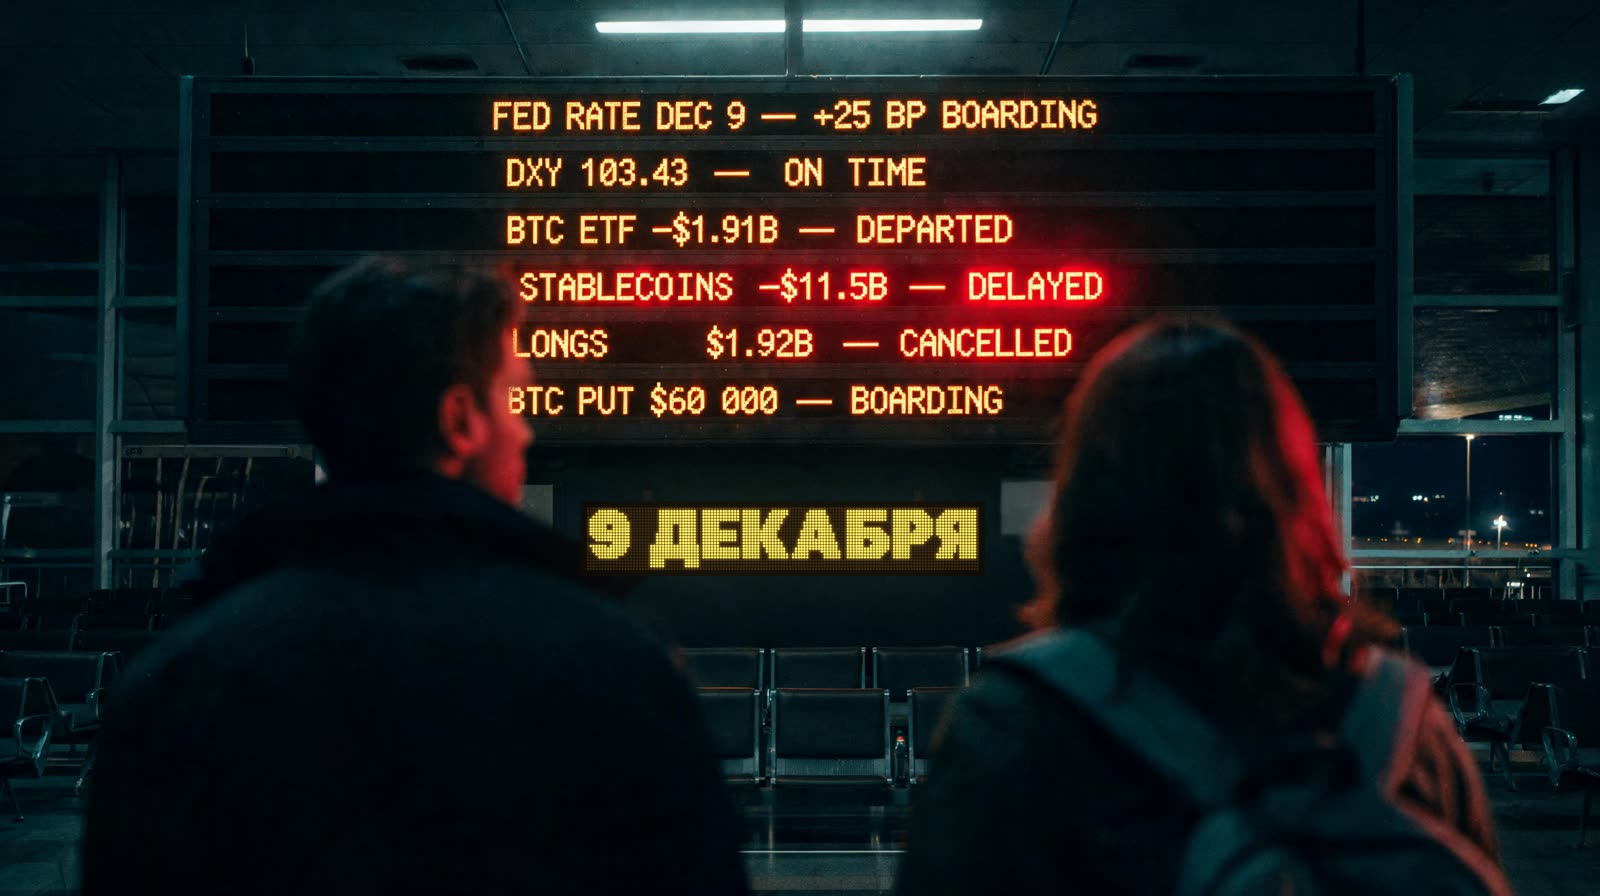 FED RATE DEC 9 — +25 BP BOARDING
DXY 103.43 — ON TIME
BTC ETF –$1.91B — DEPARTED
STABLECOINS –$11.5B — DELAYED
LONGS $1.92B — CANCELLED
BTC PUT $60 000 — BOARDING
9 ДЕКАБРЯ